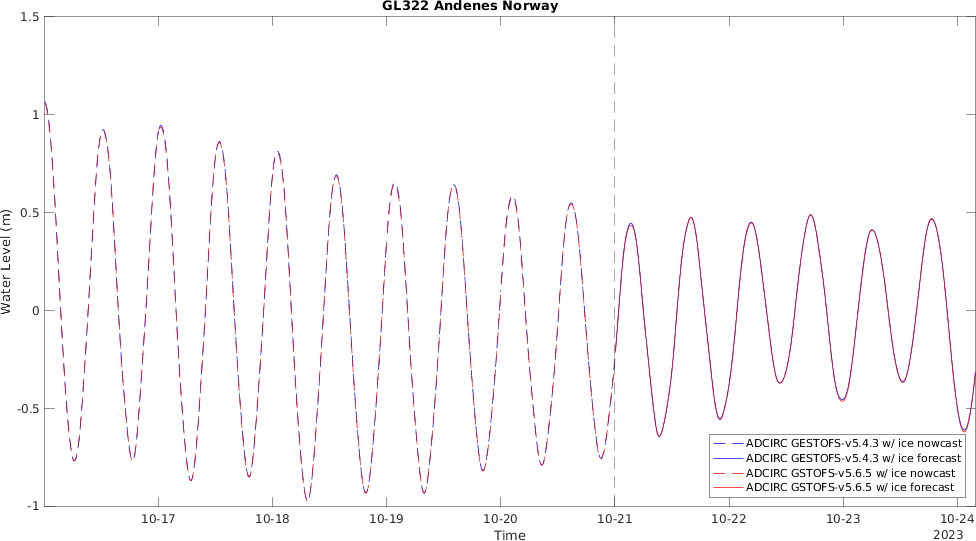 GL322 Andenes Norway
1.5
1
0.5
0
-0.5
-1
Water Level (m)
10-17 10-18 10-19 10-20 10-21 10-22 10-23 10-24
Time
2023
ADCIRC GESTOFS-v5.4.3 w/ ice nowcast
ADCIRC GESTOFS-v5.4.3 w/ ice forecast
ADCIRC GSTOFS-v5.6.5 w/ ice nowcast
ADCIRC GSTOFS-v5.6.5 w/ ice forecast